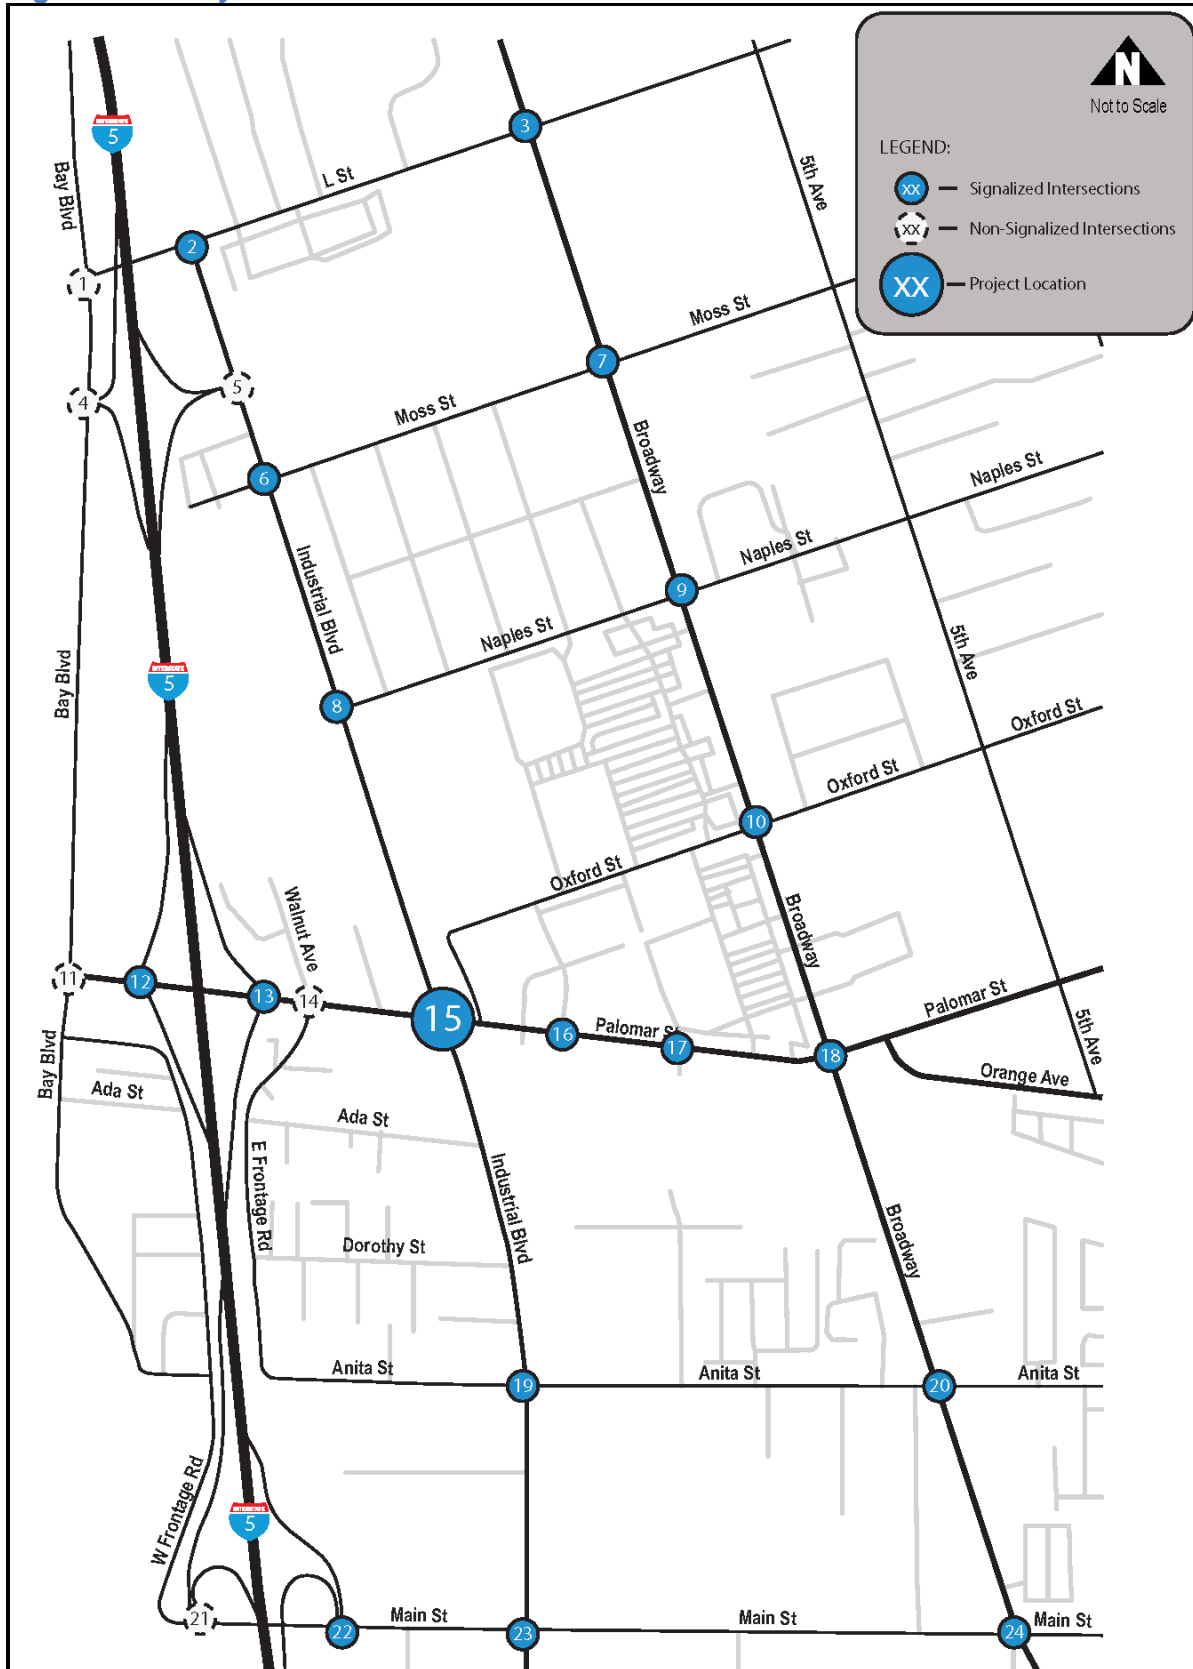 N
Not to Scale
LEGEND:
XX — Signalized Intersections
XX — Non-Signalized Intersections
XX — Project Location
3
INTERSTATE
5
Bay Blvd
L St
5th Ave
2
1
Moss St
7
5
4
Moss St
Broadway
6
Naples St
Industrial Blvd
Naples St
9
Naples St
5th Ave
INTERSTATE
5
Bay Blvd
8
Oxford St
Oxford St
10
Oxford St
Walnut Ave
Broadway
11
12
13
14
15
16
Palomar St
17
18
Palomar St
5th Ave
Orange Ave
Bay Blvd
Ada St
Ada St
E Frontage Rd
Industrial Blvd
Broadway
Dorothy St
Anita St
19
Anita St
20
Anita St
W Frontage Rd
INTERSTATE
5
21
22
Main St
23
Main St
24
Main St